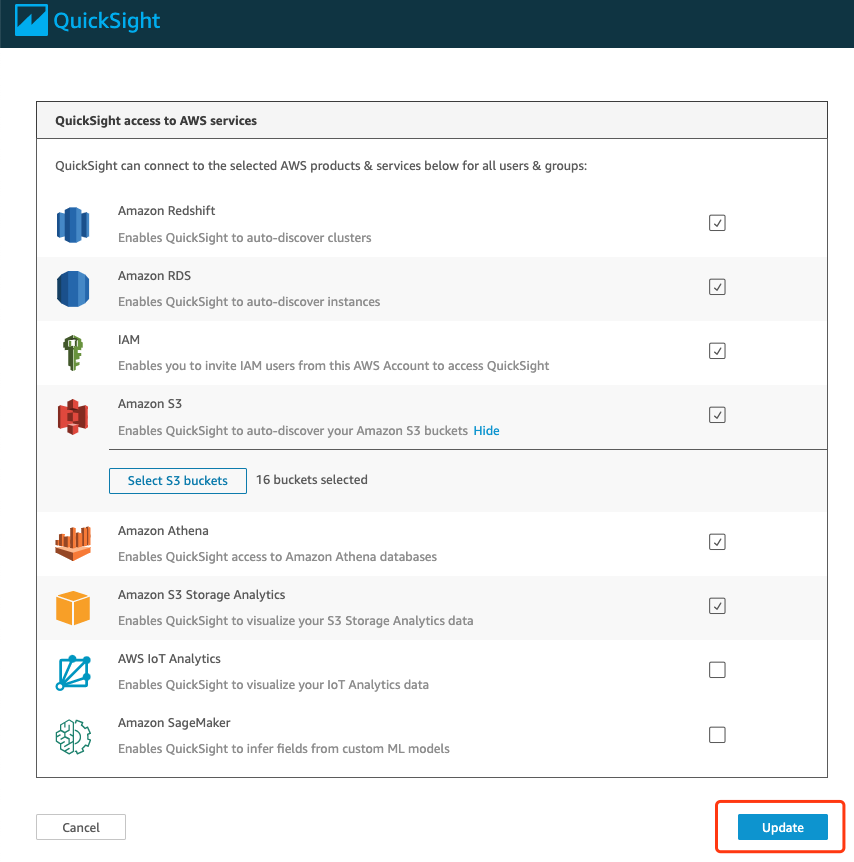 QuickSight
QuickSight access to AWS services
QuickSight can connect to the selected AWS products & services below for all users & groups:
Amazon Redshift
Enables QuickSight to auto-discover clusters
Amazon RDS
Enables QuickSight to auto-discover instances
IAM
Enables you to invite IAM users from this AWS Account to access QuickSight
Amazon S3
Enables QuickSight to auto-discover your Amazon S3 buckets Hide
Select S3 buckets 16 buckets selected
Amazon Athena
Enables QuickSight access to Amazon Athena databases
Amazon S3 Storage Analytics
Enables QuickSight to visualize your S3 Storage Analytics data
AWS IoT Analytics
Enables QuickSight to visualize your IoT Analytics data
Amazon SageMaker
Enables QuickSight to infer fields from custom ML models
Cancel Update